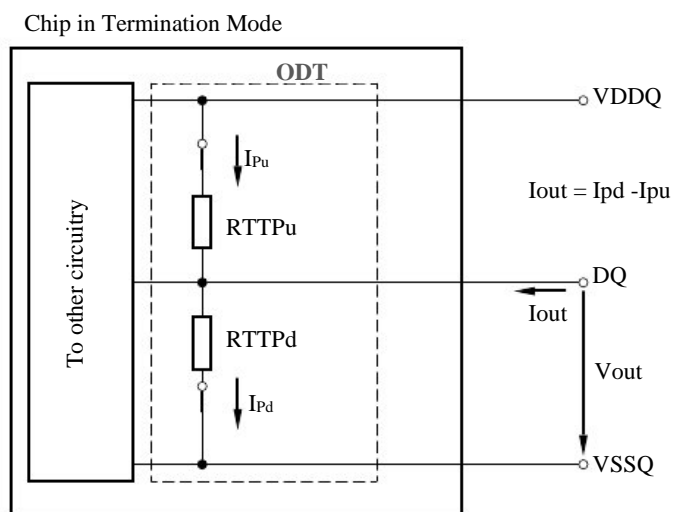 Chip in Termination Mode
ODT
VDDQ
IPu
Iout = Ipd -Ipu
RTTPu
To other circuitry
DQ
Iout
RTTPd
Vout
IPd
VSSQ